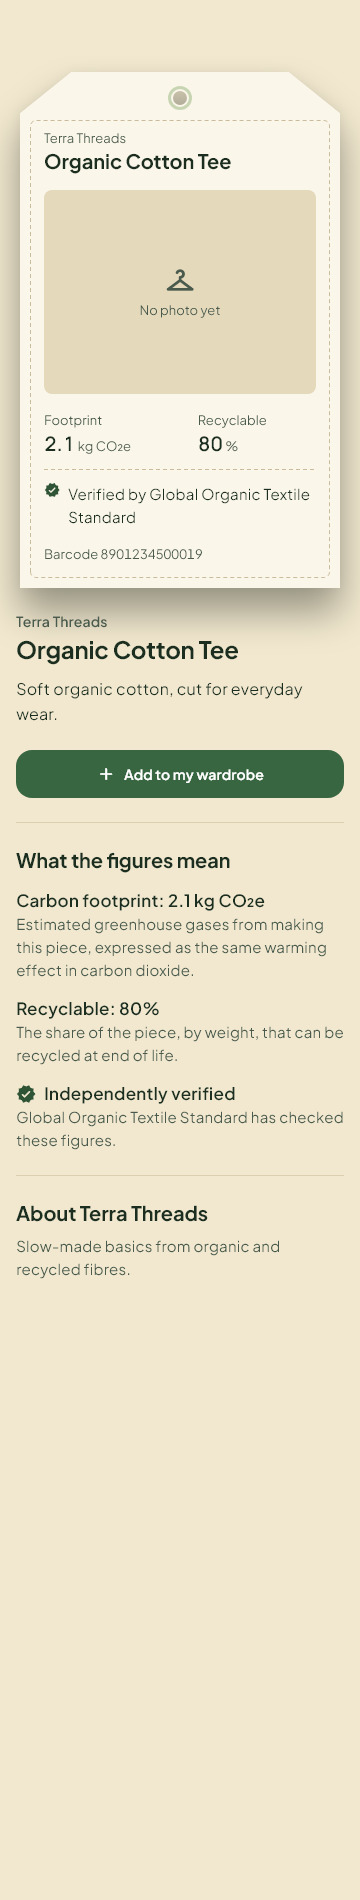 Terra Threads
Organic Cotton Tee
No photo yet
Footprint
Recyclable
2.1 kg CO₂e
80 %
Verified by Global Organic Textile
Standard
Barcode 8901234500019
Terra Threads
Organic Cotton Tee
Soft organic cotton, cut for everyday
wear.
Add to my wardrobe
What the figures mean
Carbon footprint: 2.1 kg CO₂e
Estimated greenhouse gases from making
this piece, expressed as the same warming
effect in carbon dioxide.
Recyclable: 80%
The share of the piece, by weight, that can be
recycled at end of life.
Independently verified
Global Organic Textile Standard has checked
these figures.
About Terra Threads
Slow-made basics from organic and
recycled fibres.